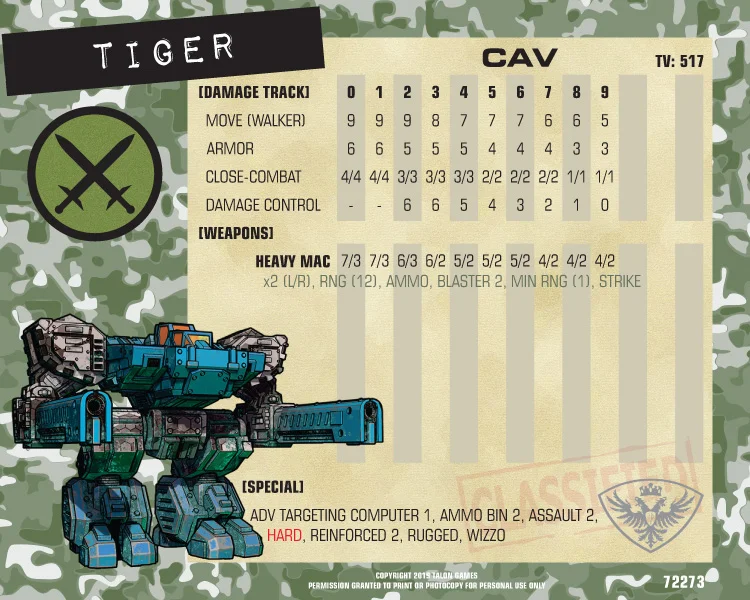 TIGER
CAV
TV: 517
[DAMAGE TRACK] 0 1 2 3 4 5 6 7 8 9
MOVE (WALKER) 9 9 9 8 7 7 7 6 6 5
ARMOR 6 6 5 5 5 4 4 4 3 3
CLOSE-COMBAT 4/4 4/4 3/3 3/3 3/3 2/2 2/2 2/2 1/1 1/1
DAMAGE CONTROL - - 6 6 5 4 3 2 1 0
[WEAPONS]
HEAVY MAC 7/3 7/3 6/3 6/2 5/2 5/2 5/2 4/2 4/2 4/2
x2 (L/R), RNG (12), AMMO, BLASTER 2, MIN RNG (1), STRIKE
CLASSIFIED
[SPECIAL]
ADV TARGETING COMPUTER 1, AMMO BIN 2, ASSAULT 2,
HARD, REINFORCED 2, RUGGED, WIZZO
COPYRIGHT 2015 TALON GAMES
PERMISSION GRANTED TO PRINT OR PHOTOCOPY FOR PERSONAL USE ONLY
72273